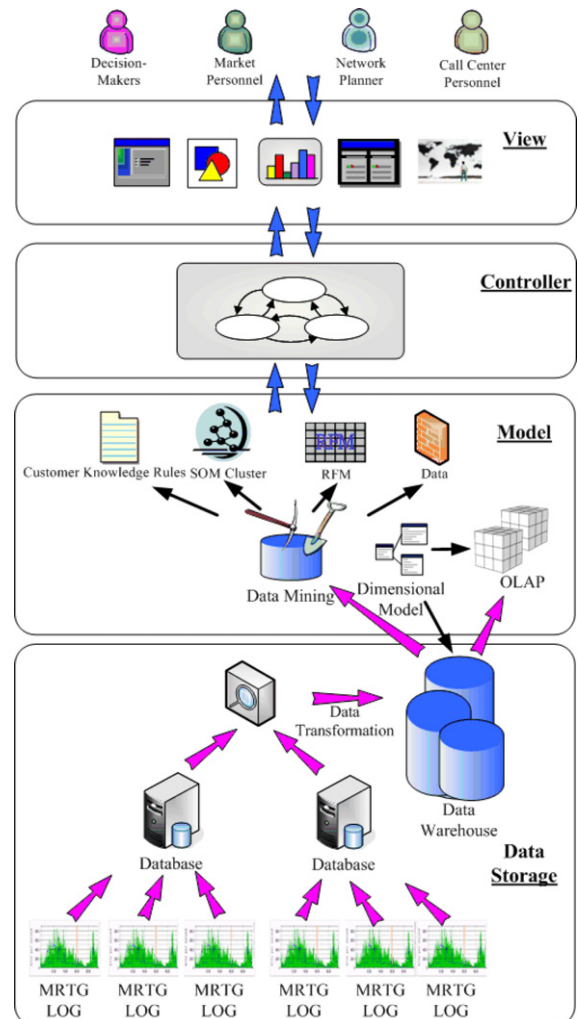 Decision-
Makers
Market
Personnel
Network
Planner
Call Center
Personnel
View
Controller
Model
Customer Knowledge Rules
SOM Cluster
RFM
RFM
Data
Data Mining
Dimensional
Model
OLAP
Data
Transformation
Data
Warehouse
Database
Database
Data
Storage
MRTG
LOG
MRTG
LOG
MRTG
LOG
MRTG
LOG
MRTG
LOG
MRTG
LOG